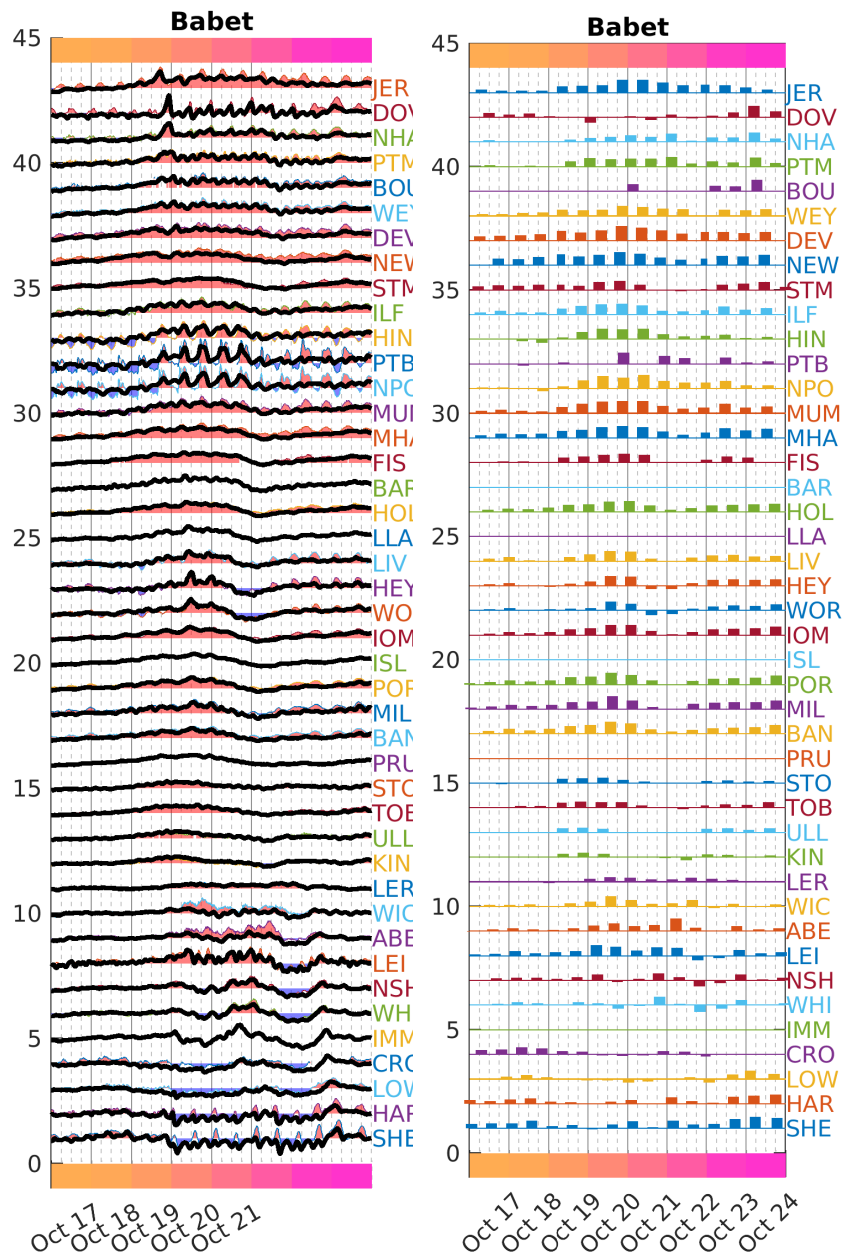 Babet
45
JER
DOV
NHA
40
PTM
BOU
WEY
DEV
NEW
35
STM
ILF
HIN
PTB
NPO
30
MUM
MHA
FIS
BAR
HOL
25
LLA
LIV
HEY
WO
IOM
20
ISL
POR
MIL
BAN
PRU
15
STO
TOB
ULL
KIN
LER
10
WIC
ABE
LEI
NSH
WH
5
IMM
CRO
LOW
HAR
SHE
0
Oct 17
Oct 18
Oct 19
Oct 20
Oct 21
Babet
45
JER
DOV
NHA
40
PTM
BOU
WEY
DEV
NEW
35
STM
ILF
HIN
PTB
NPO
30
MUM
MHA
FIS
BAR
HOL
25
LLA
LIV
HEY
WOR
IOM
20
ISL
POR
MIL
BAN
PRU
15
STO
TOB
ULL
KIN
LER
10
WIC
ABE
LEI
NSH
WHI
5
IMM
CRO
LOW
HAR
SHE
0
Oct 17
Oct 18
Oct 19
Oct 20
Oct 21
Oct 22
Oct 23
Oct 24